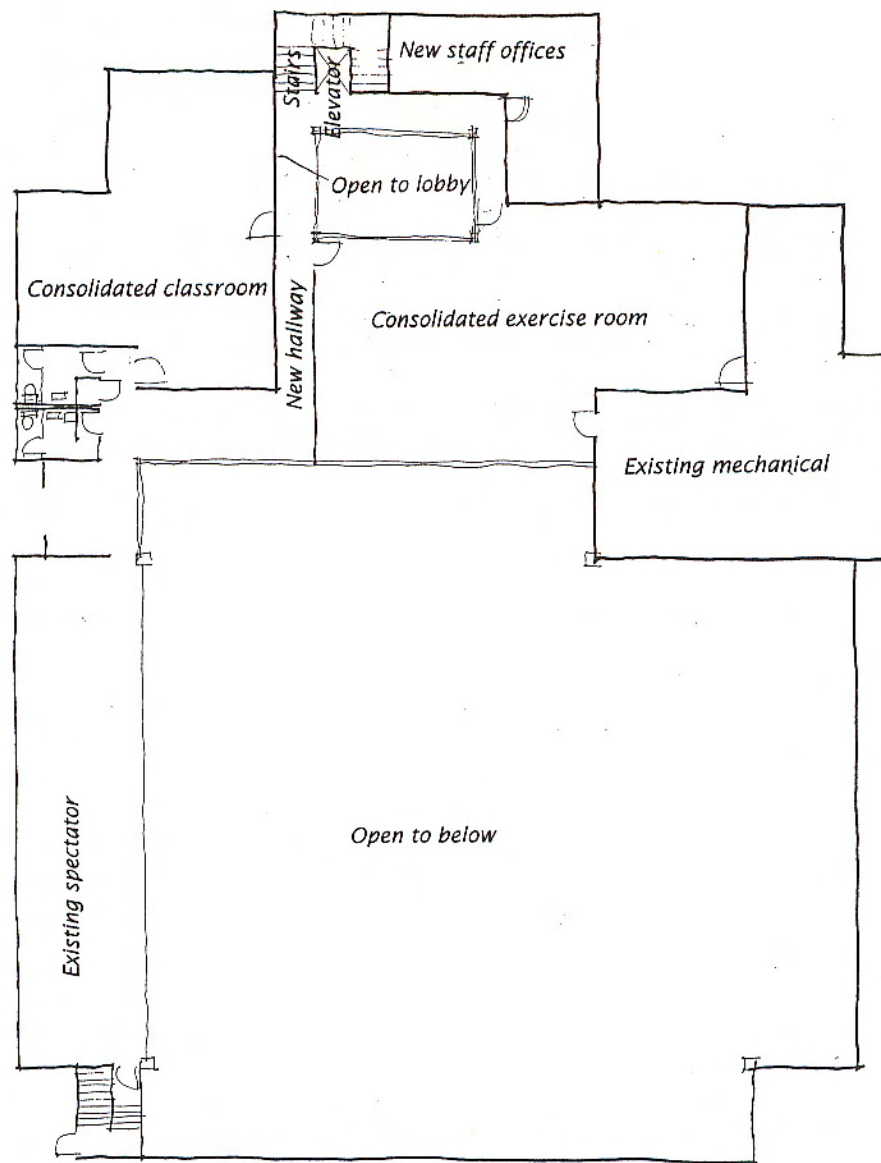 New staff offices
Stairs
Elevator
Open to lobby
Consolidated classroom
New hallway
Consolidated exercise room
Existing mechanical
Existing spectator
Open to below